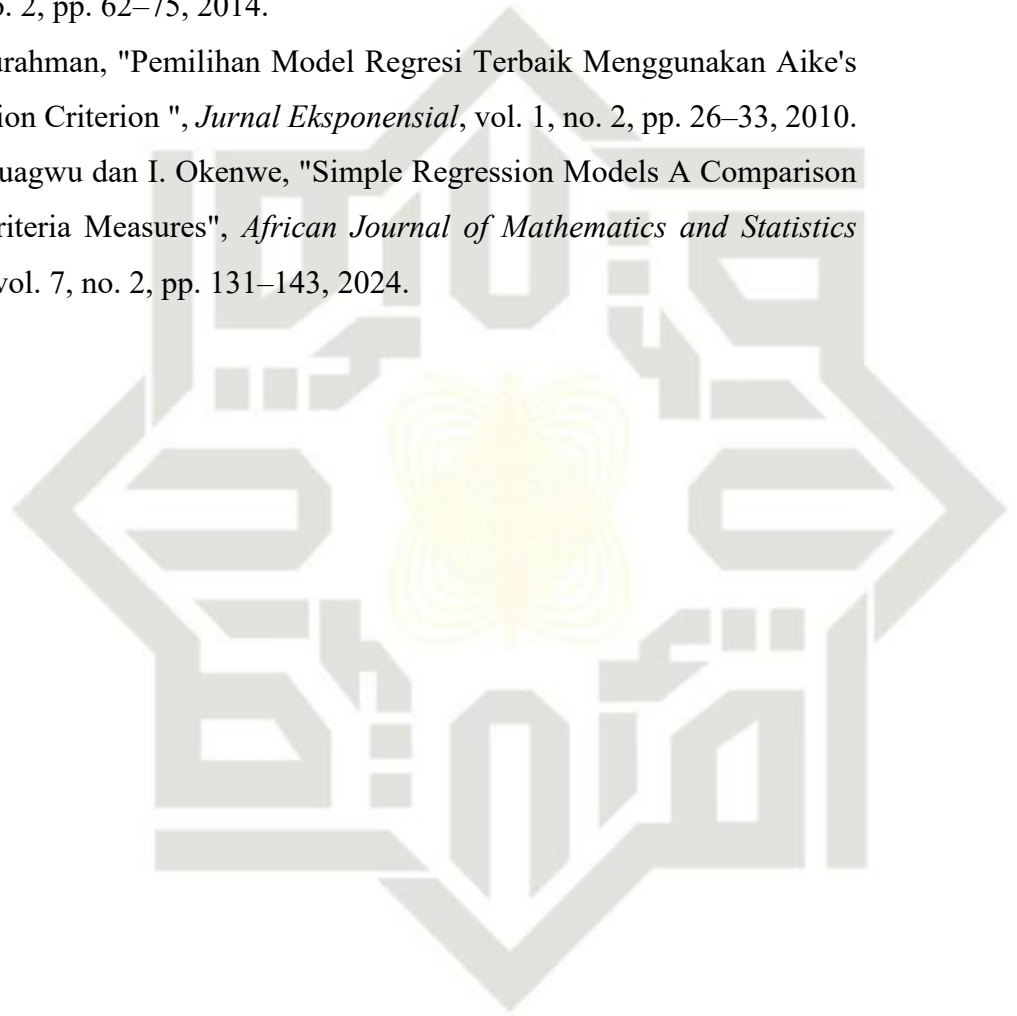 o. 2, pp. 62–75, 2014.
urahman, "Pemilihan Model Regresi Terbaik Menggunakan Aike's
ion Criterion ", Jurnal Eksponensial, vol. 1, no. 2, pp. 26–33, 2010.
uagwu dan I. Okenwe, "Simple Regression Models A Comparison
riteria Measures", African Journal of Mathematics and Statistics
vol. 7, no. 2, pp. 131–143, 2024.